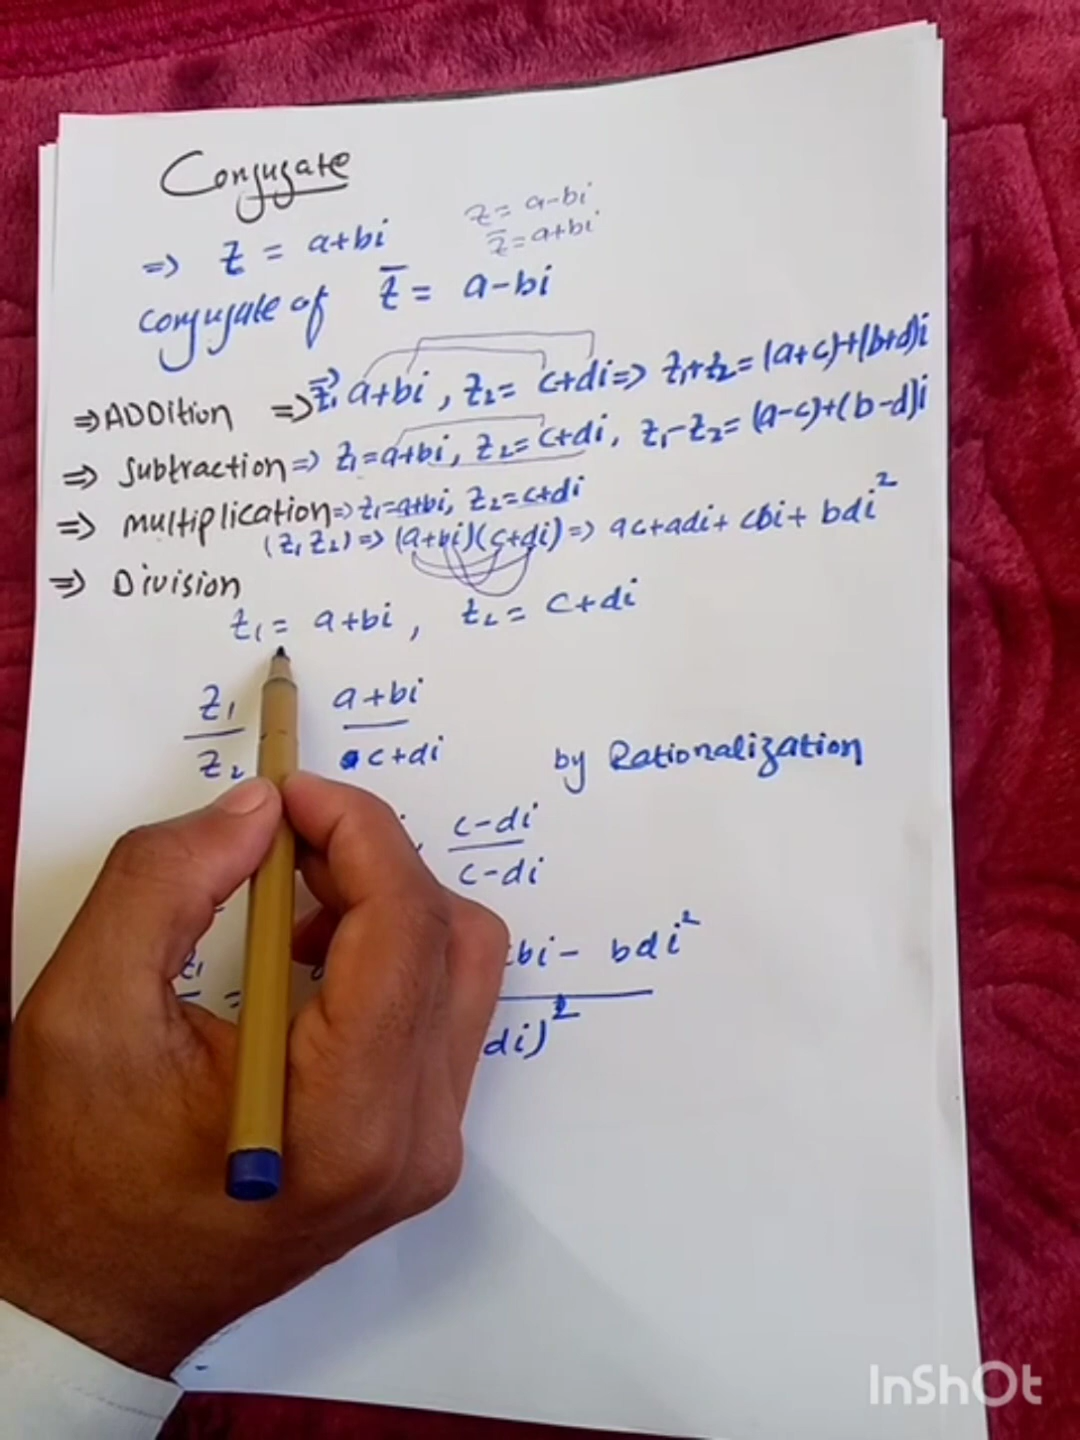 Conjugate
z = a-bi
z̅ = a+bi
=> z = a+bi
conjugate of z̅ = a-bi
=> ADDition => z₁ a+bi, z₂ = c+di => z₁+z₂ = (a+c)+(b+d)i
=> Subtraction => z₁=a+bi, z₂=c+di, z₁-z₂ = (a-c)+(b-d)i
=> multiplication => z₁=a+bi, z₂=c+di
(z₁ z₂) => (a+bi)(c+di) => ac+adi+cbi+bdi²
=> Division
z₁ = a+bi, z₂ = c+di
z₁ a+bi
z₂ c+di
by Rationalization
c-di
c-di
bi - bdi²
z₁ =
di)²
InShOt